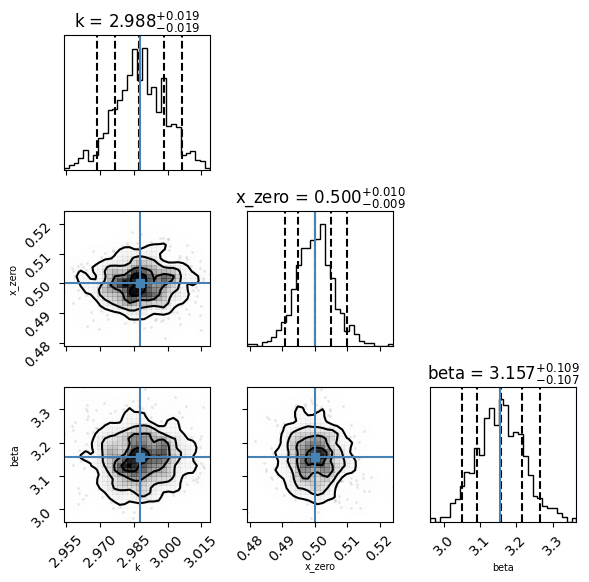 k = 2.988 +0.019 -0.019
x_zero = 0.500 +0.010 -0.009
x_zero
0.52
0.51
0.50
0.49
0.48
beta = 3.157 +0.109 -0.107
beta
3.3
3.2
3.1
3.0
2.955 2.970 2.985 3.000 3.015
k
0.48 0.49 0.50 0.51 0.52
x_zero
3.0 3.1 3.2 3.3
beta